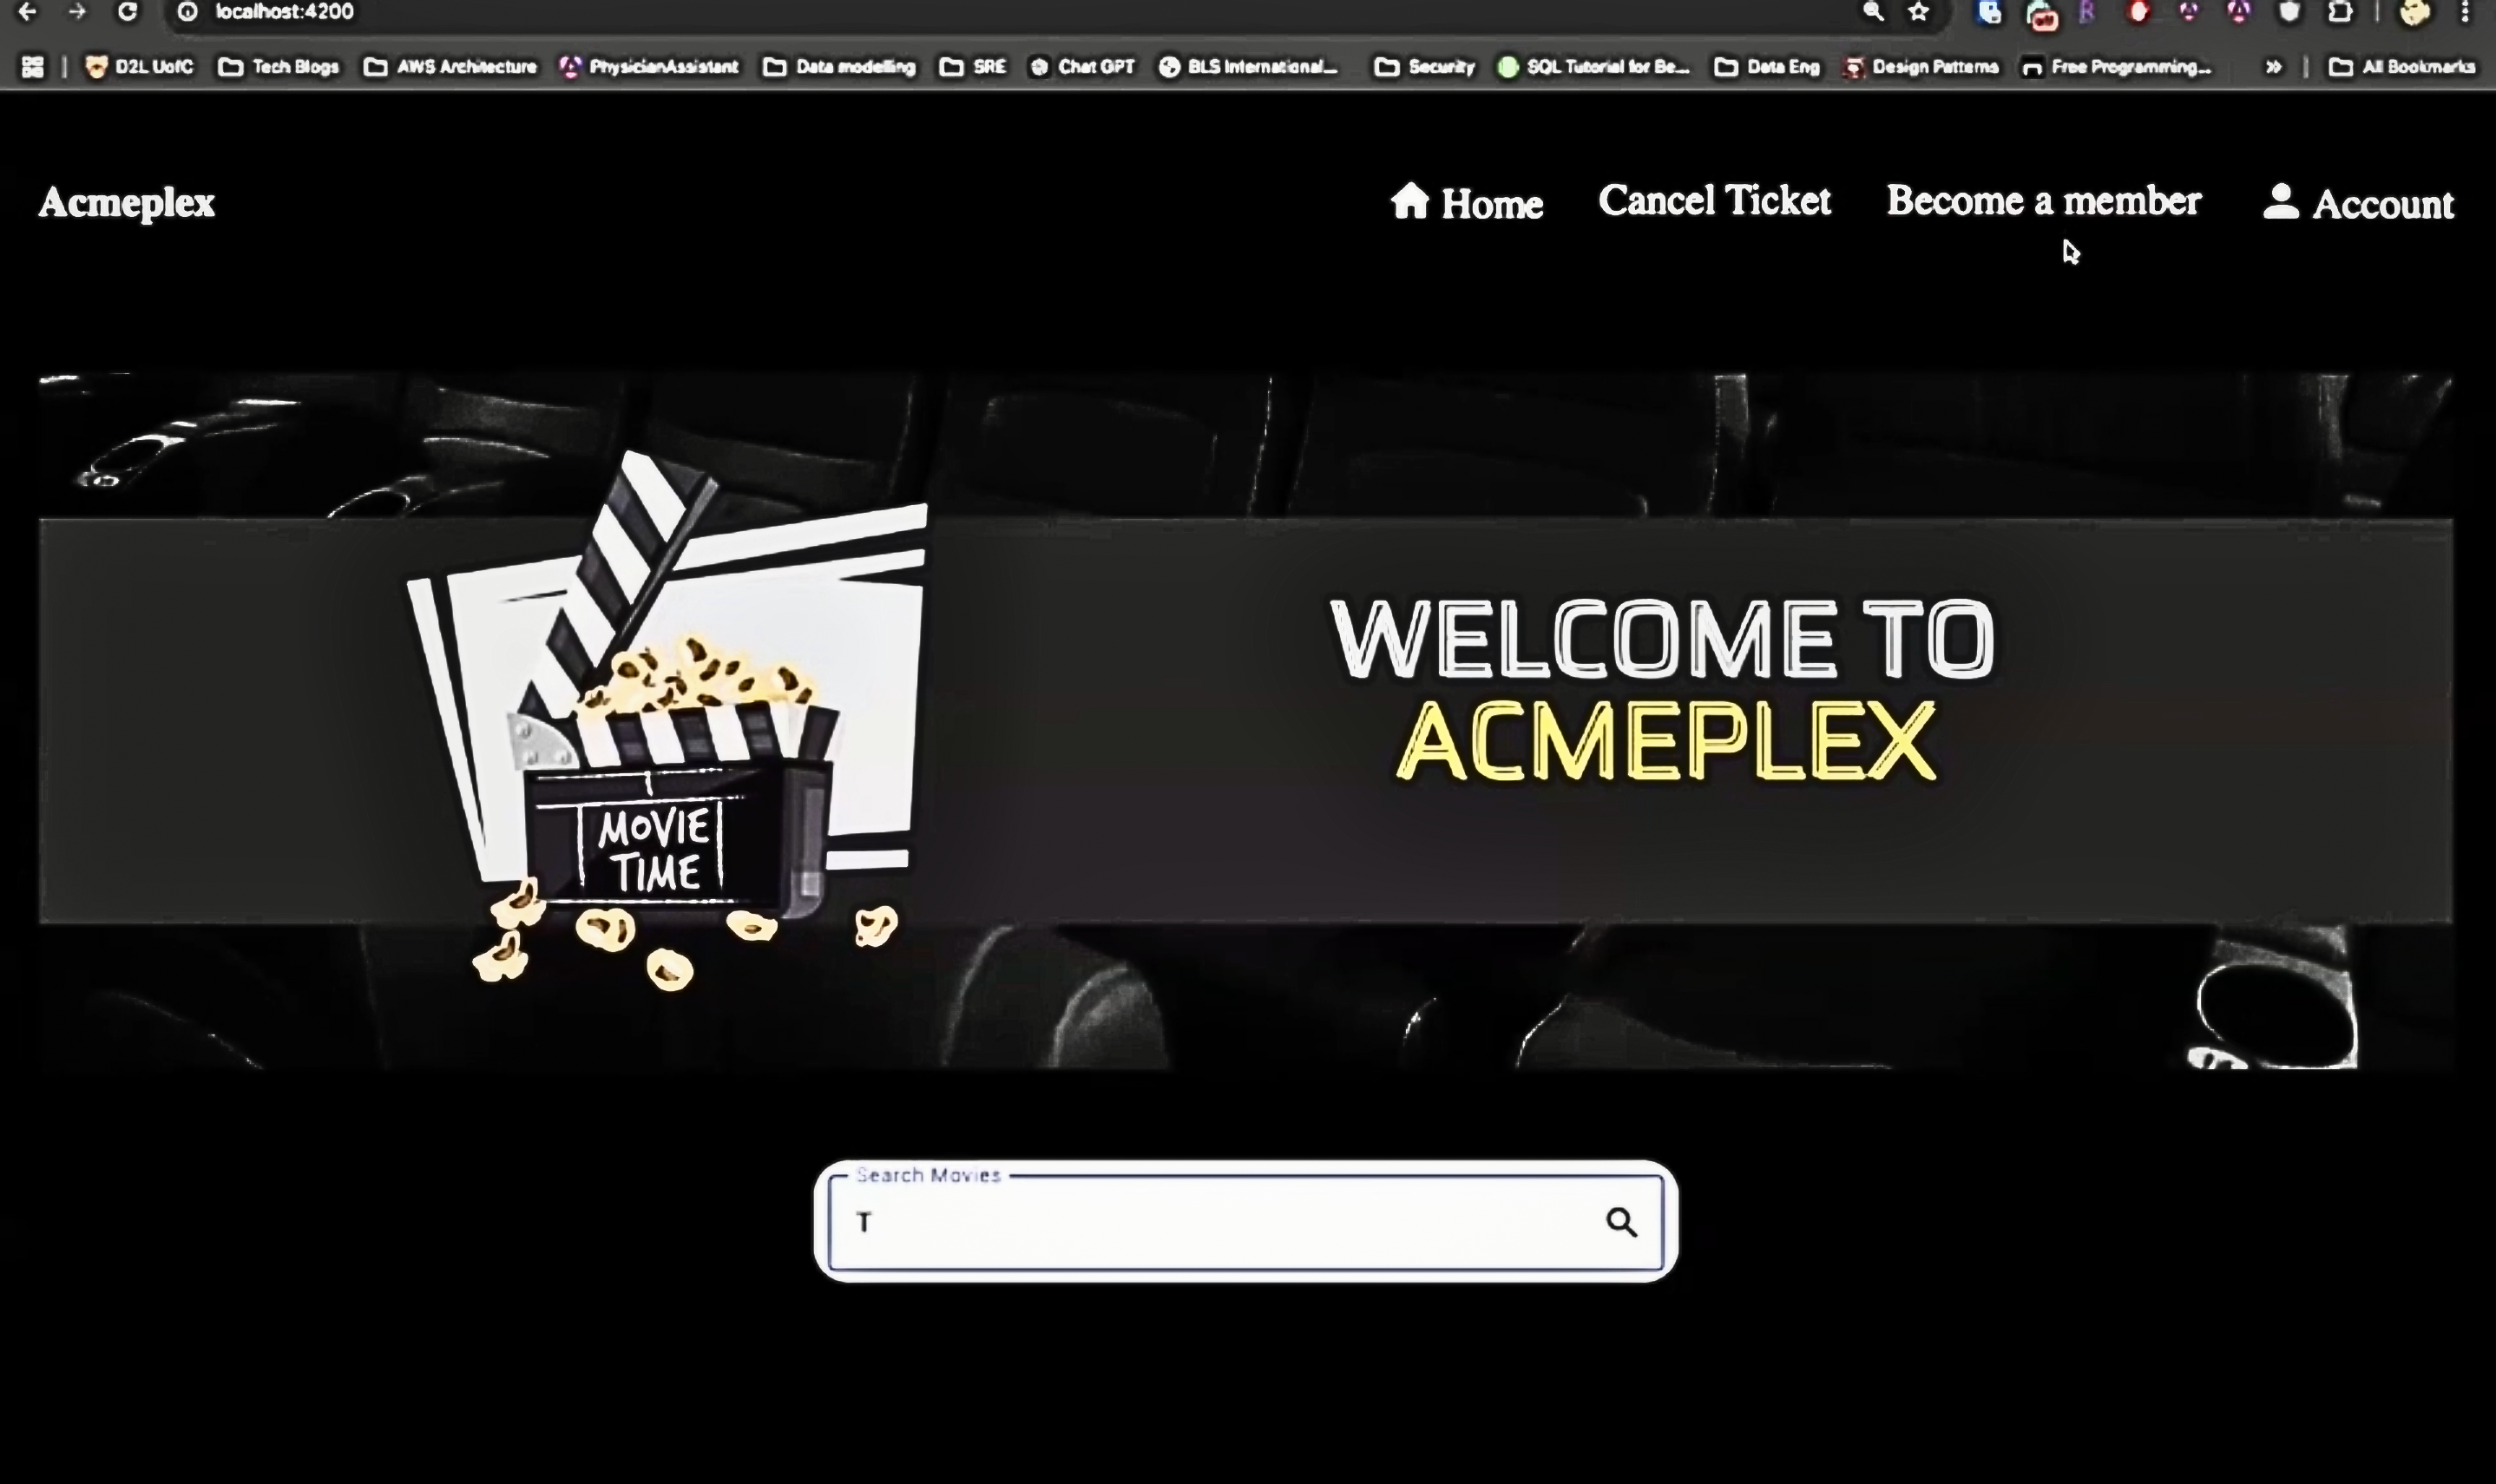 localhost:4200
D2L UofC Tech Blogs AWS Architecture PhysicianAssistant Data modelling SRE Chat GPT BLS International... Security SQL Tutorial for Be... Data Eng Design Patterns Free Programming... » All Bookmarks
Acmeplex Home Cancel Ticket Become a member Account
WELCOME TO
ACMEPLEX
MOVIE
TIME
Search Movies
T